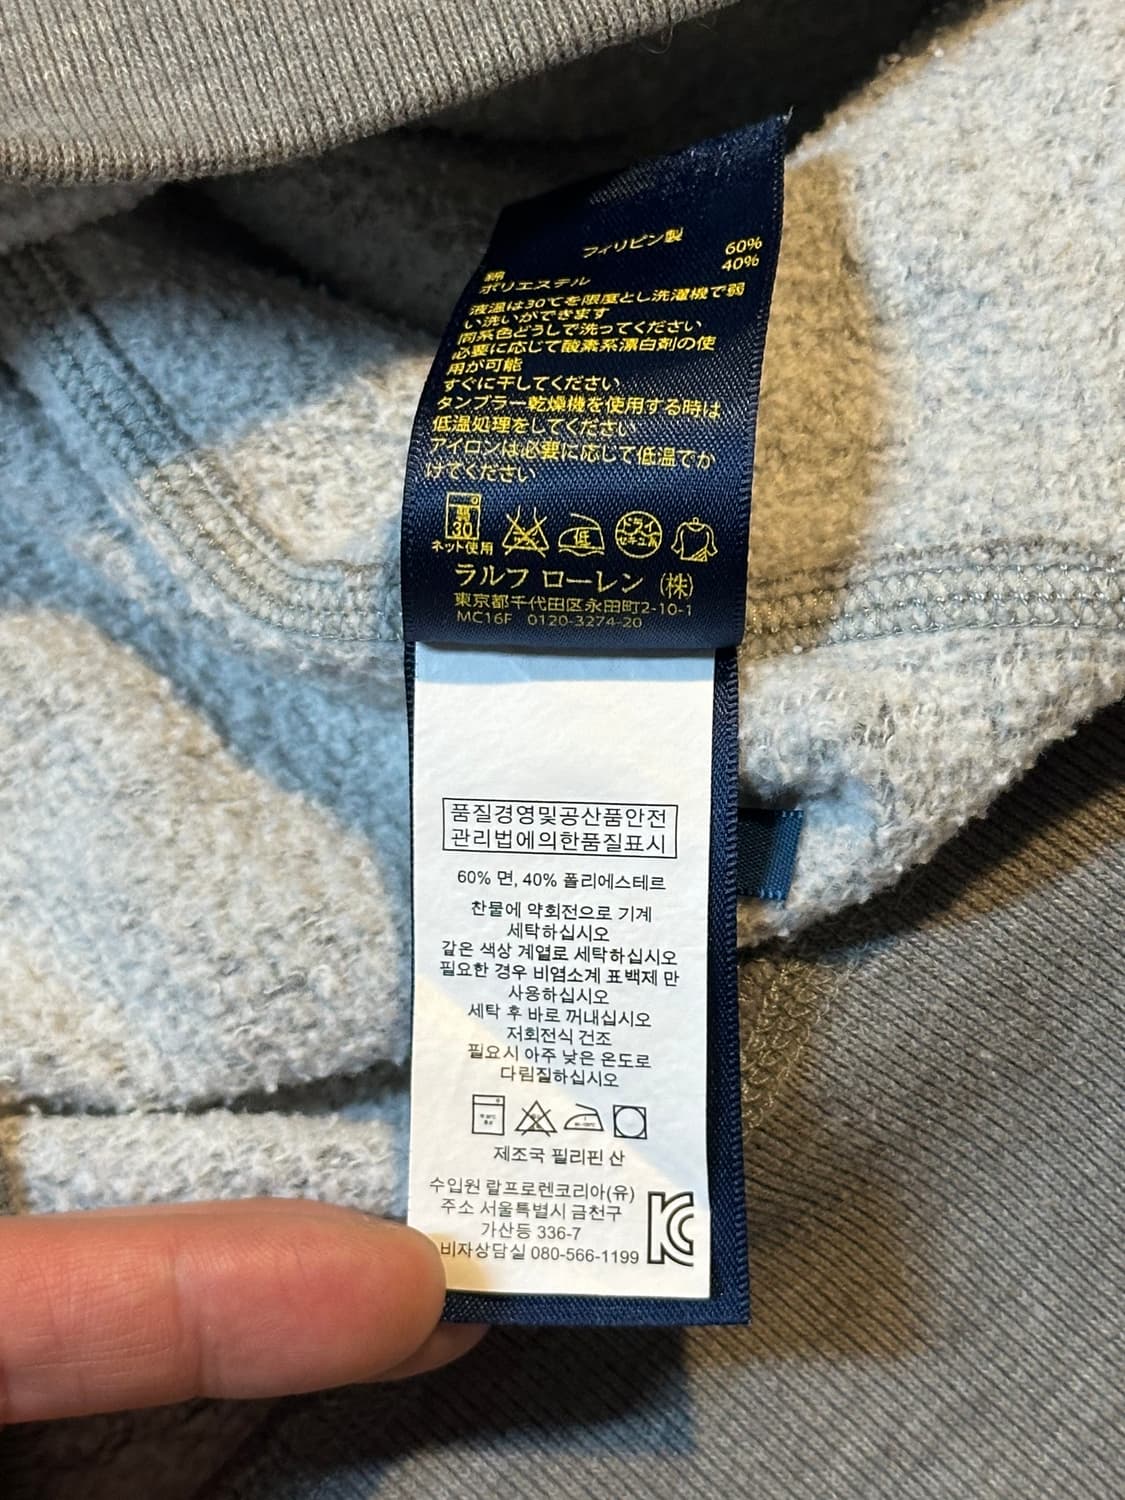 フィリピン製
綿 60%
ポリエステル 40%
液温は30℃を限度とし洗濯機で弱
い洗いができます
同系色どうしで洗ってください
必要に応じて酸素系漂白剤の使
用が可能
すぐに干してください
タンブラー乾燥機を使用する時は
低温処理をしてください
アイロンは必要に応じて低温でか
けてください
弱 30 低 ドライ セキユ系
ネット使用
ラルフ ローレン (株)
東京都千代田区永田町2-10-1
MC16F 0120-3274-20
품질경영및공산품안전
관리법에의한품질표시
60% 면, 40% 폴리에스테르
찬물에 약회전으로 기계
세탁하십시오
같은 색상 계열로 세탁하십시오
필요한 경우 비염소계 표백제 만
사용하십시오
세탁 후 바로 꺼내십시오
저회전식 건조
필요시 아주 낮은 온도로
다림질하십시오
제조국 필리핀 산
수입원 랄프로렌코리아(유)
주소 서울특별시 금천구
가산동 336-7
비자상담실 080-566-1199
KC